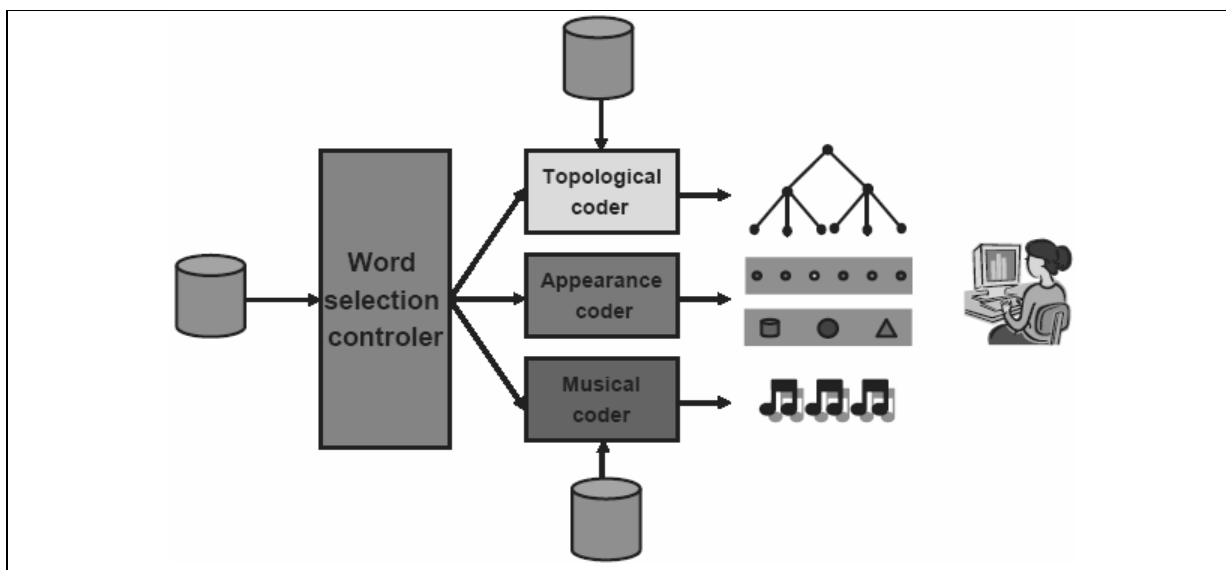 Word
selection
controler
Topological
coder
Appearance
coder
Musical
coder